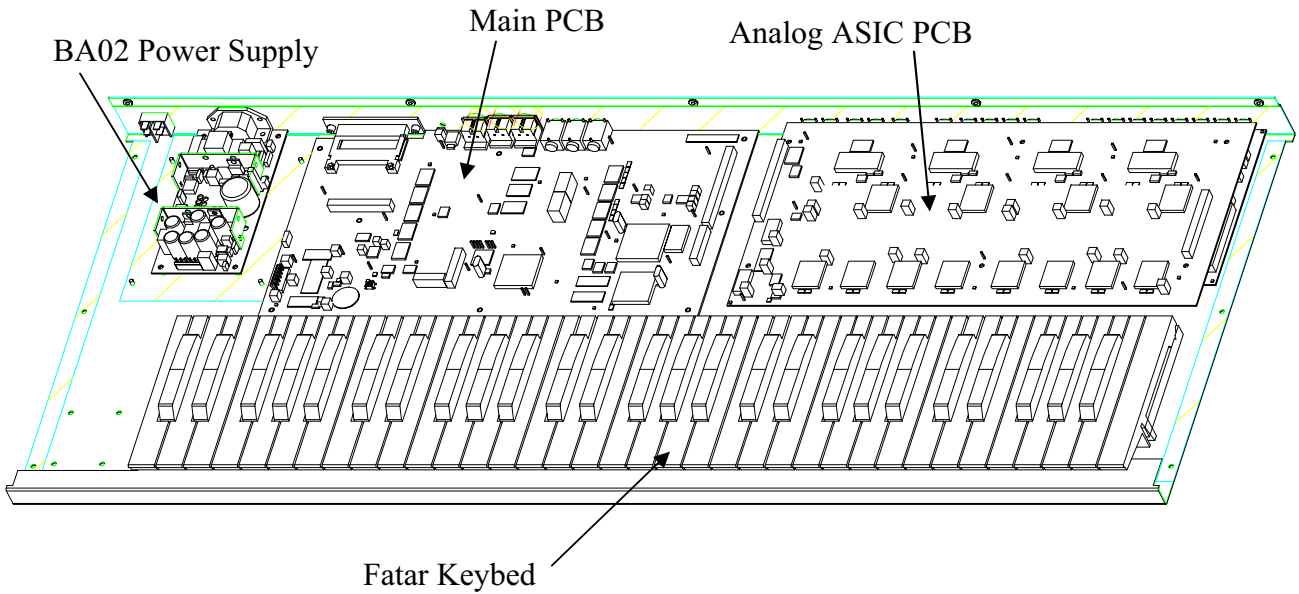 Main PCB
Analog ASIC PCB
BA02 Power Supply
Fatar Keybed